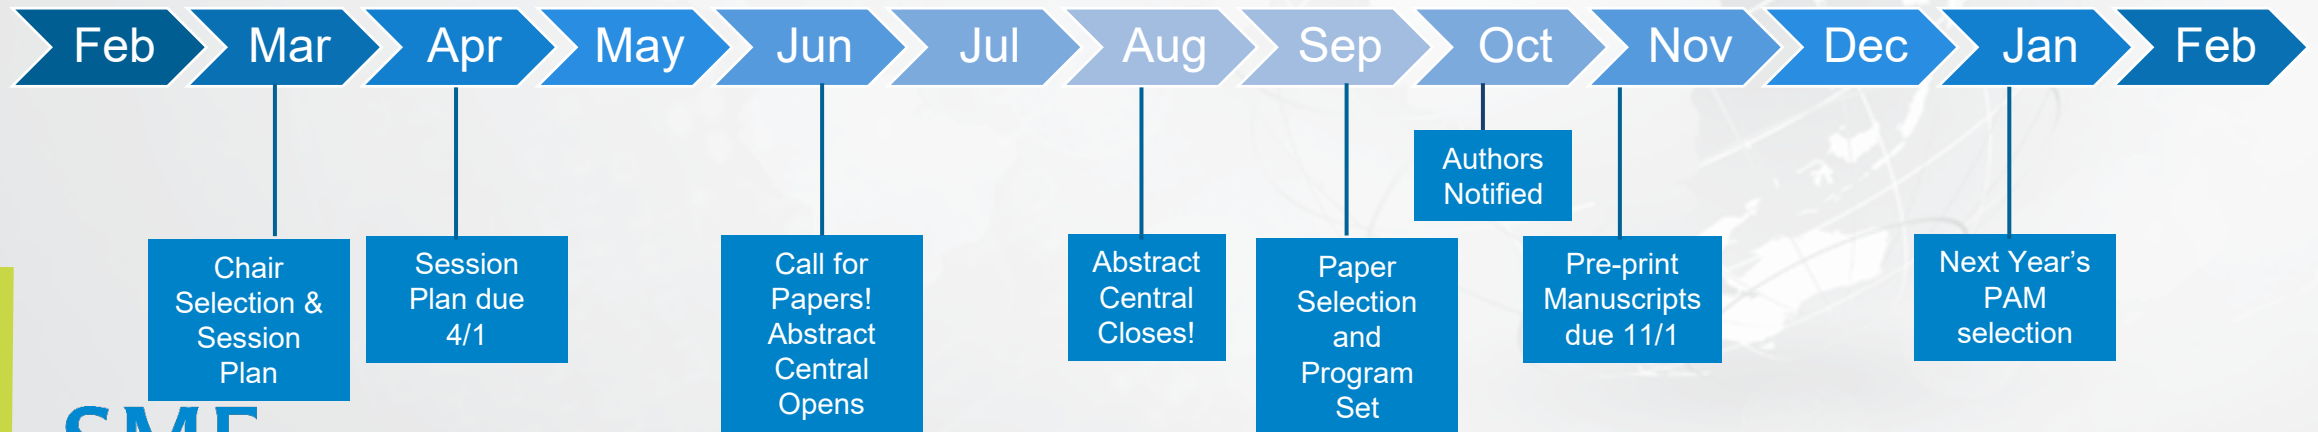 Feb Mar Apr May Jun Jul Aug Sep Oct Nov Dec Jan Feb
Authors
Notified
Chair
Selection &
Session
Plan
Session
Plan due
4/1
Call for
Papers!
Abstract
Central
Opens
Abstract
Central
Closes!
Paper
Selection
and
Program
Set
Pre-print
Manuscripts
due 11/1
Next Year’s
PAM
selection
SME